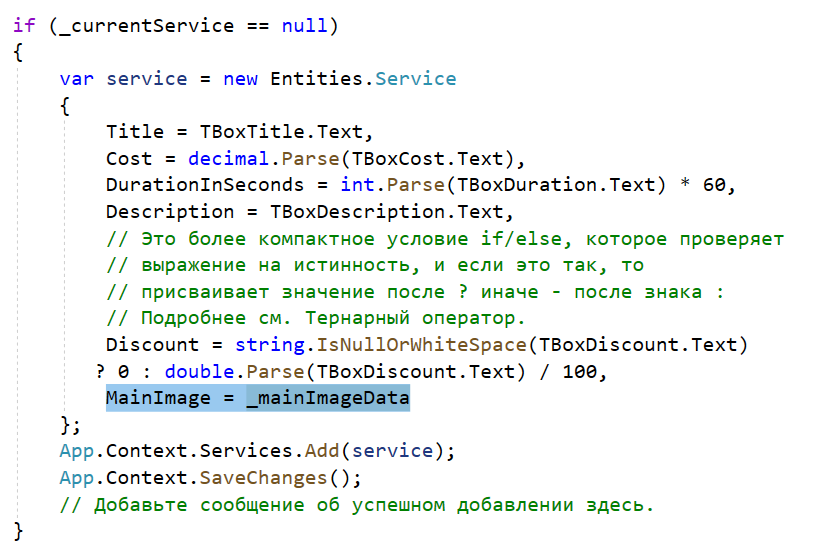 if (_currentService == null)
{
var service = new Entities.Service
{
Title = TBoxTitle.Text,
Cost = decimal.Parse(TBoxCost.Text),
DurationInSeconds = int.Parse(TBoxDuration.Text) * 60,
Description = TBoxDescription.Text,
// Это более компактное условие if/else, которое проверяет
// выражение на истинность, и если это так, то
// присваивает значение после ? иначе - после знака :
// Подробнее см. Тернарный оператор.
Discount = string.IsNullOrWhiteSpace(TBoxDiscount.Text)
? 0 : double.Parse(TBoxDiscount.Text) / 100,
MainImage = _mainImageData
};
App.Context.Services.Add(service);
App.Context.SaveChanges();
// Добавьте сообщение об успешном добавлении здесь.
}